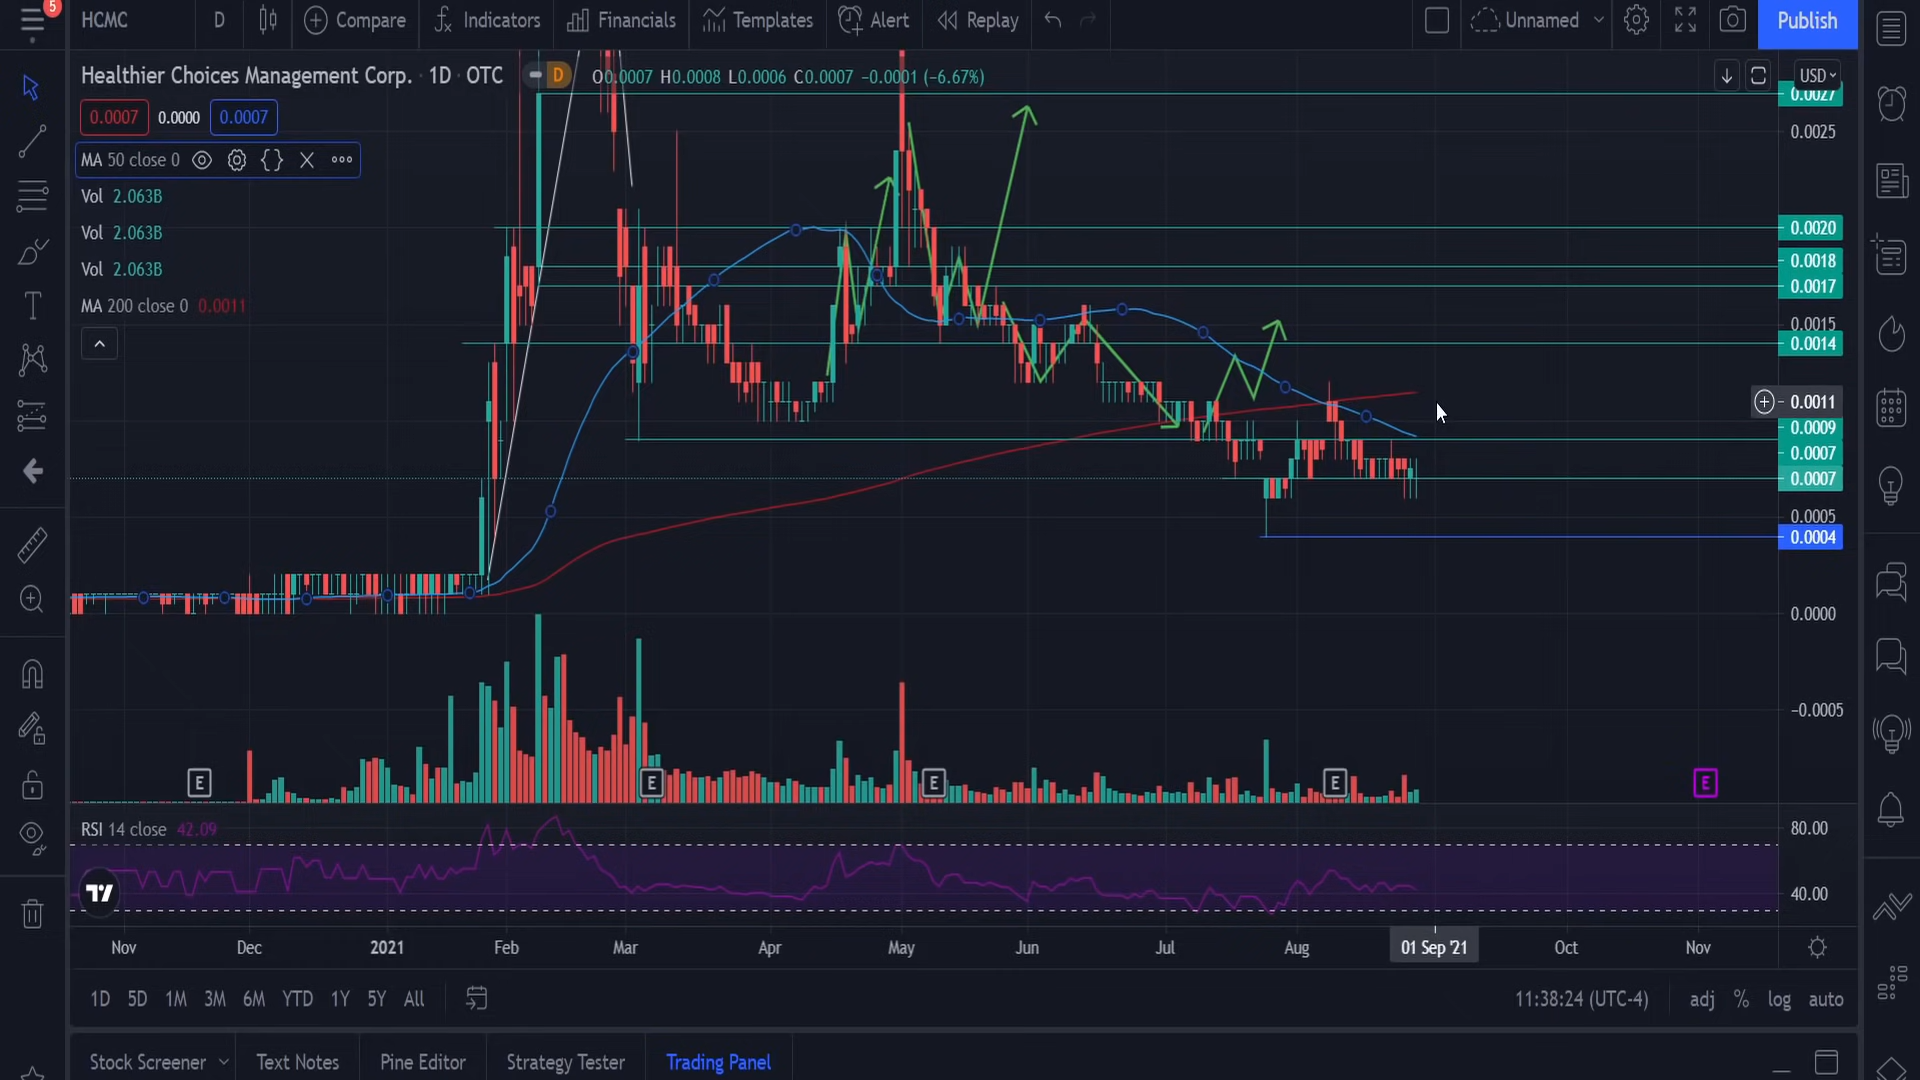 5
HCMC D Compare Indicators Financials Templates Alert Replay Unnamed Publish
Healthier Choices Management Corp. · 1D · OTC D O0.0007 H0.0008 L0.0006 C0.0007 −0.0001 (−6.67%) USD
0.0027
0.0007 0.0000 0.0007
0.0025
MA 50 close 0
Vol 2.063B
0.0020
Vol 2.063B
0.0018
Vol 2.063B
0.0017
MA 200 close 0 0.0011
0.0015
0.0014
0.0011
0.0009
0.0007
0.0007
0.0005
0.0004
0.0000
−0.0005
E E E E E
RSI 14 close 42.09
80.00
40.00
Nov Dec 2021 Feb Mar Apr May Jun Jul Aug 01 Sep '21 Oct Nov
1D 5D 1M 3M 6M YTD 1Y 5Y All 11:38:24 (UTC-4) adj % log auto
Stock Screener Text Notes Pine Editor Strategy Tester Trading Panel